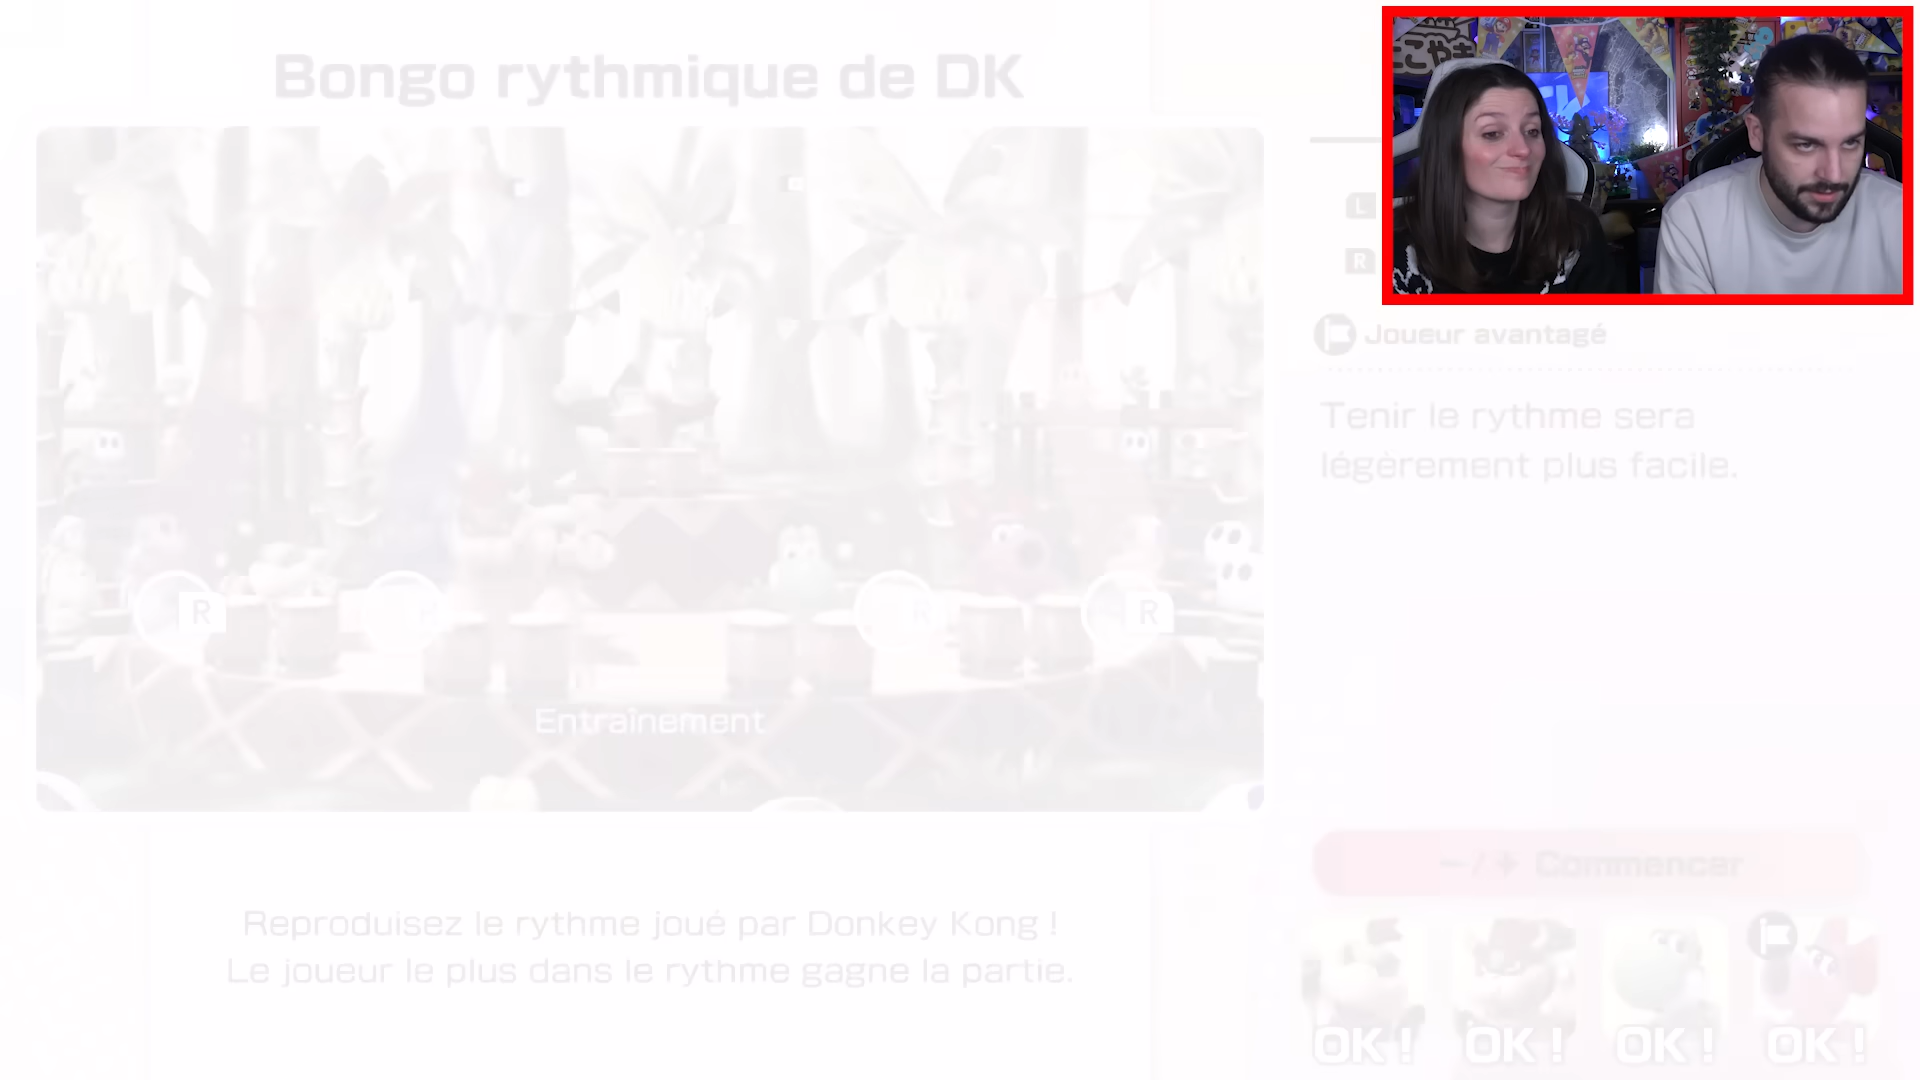 Bongo rythmique de DK
L
R
Joueur avantagé
Tenir le rythme sera
légèrement plus facile.
R R R R
Entraînement
- / + Commencer
Reproduisez le rythme joué par Donkey Kong !
Le joueur le plus dans le rythme gagne la partie.
OK ! OK ! OK ! OK !